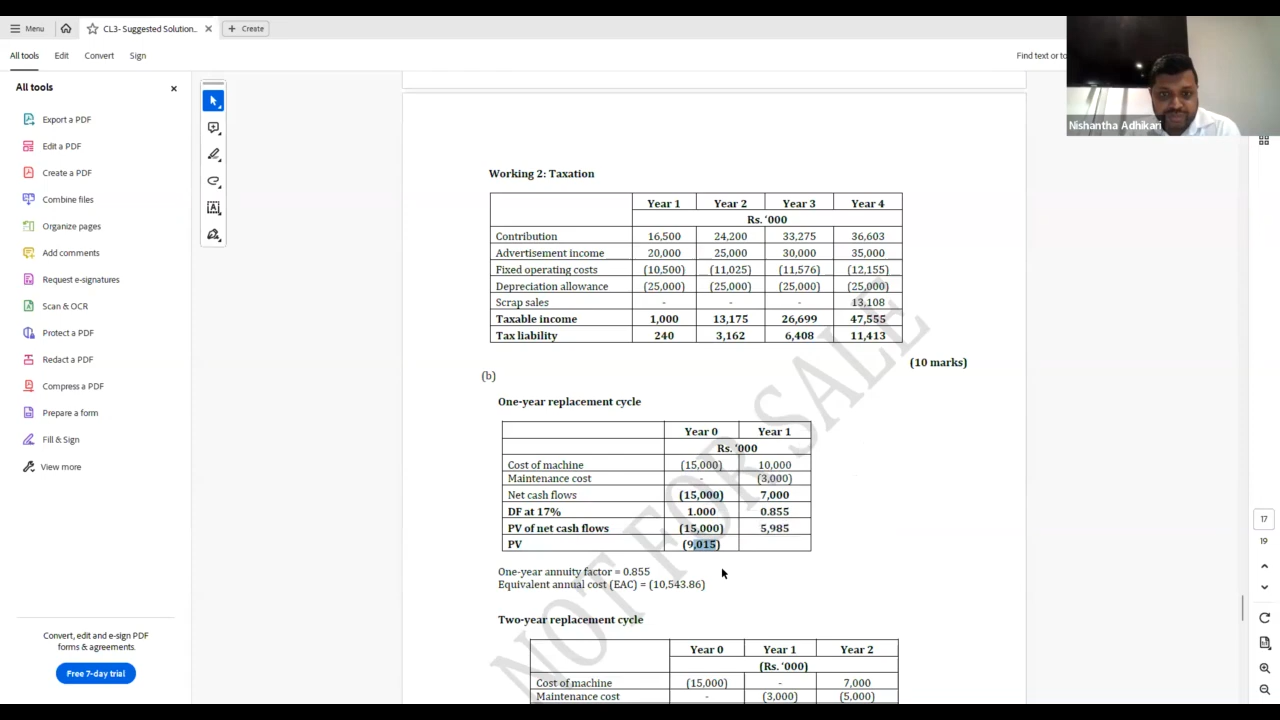 Menu
CL3- Suggested Solution...
Create
All tools
Edit
Convert
Sign
Find text or to
All tools
Export a PDF
Edit a PDF
Create a PDF
Combine files
Organize pages
Add comments
Request e-signatures
Scan & OCR
Protect a PDF
Redact a PDF
Compress a PDF
Prepare a form
Fill & Sign
View more
Convert, edit and e-sign PDF
forms & agreements.
Free 7-day trial
Nishantha Adhikari
Working 2: Taxation
Year 1 Year 2 Year 3 Year 4
Rs. ‘000
Contribution 16,500 24,200 33,275 36,603
Advertisement income 20,000 25,000 30,000 35,000
Fixed operating costs (10,500) (11,025) (11,576) (12,155)
Depreciation allowance (25,000) (25,000) (25,000) (25,000)
Scrap sales - - - 13,108
Taxable income 1,000 13,175 26,699 47,555
Tax liability 240 3,162 6,408 11,413
(10 marks)
(b)
One-year replacement cycle
Year 0 Year 1
Rs. ‘000
Cost of machine (15,000) 10,000
Maintenance cost - (3,000)
Net cash flows (15,000) 7,000
DF at 17% 1.000 0.855
PV of net cash flows (15,000) 5,985
PV (9,015)
One-year annuity factor = 0.855
Equivalent annual cost (EAC) = (10,543.86)
Two-year replacement cycle
Year 0 Year 1 Year 2
(Rs. ‘000)
Cost of machine (15,000) - 7,000
Maintenance cost - (3,000) (5,000)
NOT FOR SALE
17
19